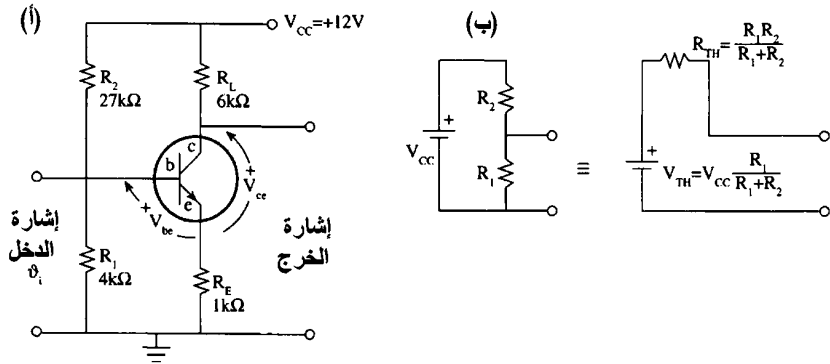 (أ)
V_CC=+12V
R_2
27kΩ
R_L
6kΩ
c
b
e
+
V_ce
+
V_be
إشارة
الدخل
ϑ_i
R_1
4kΩ
R_E
1kΩ
إشارة
الخرج
(ب)
+
V_CC
R_2
R_1
≡
R_TH=R_1R_2/R_1+R_2
+
V_TH=V_CC R_1/R_1+R_2